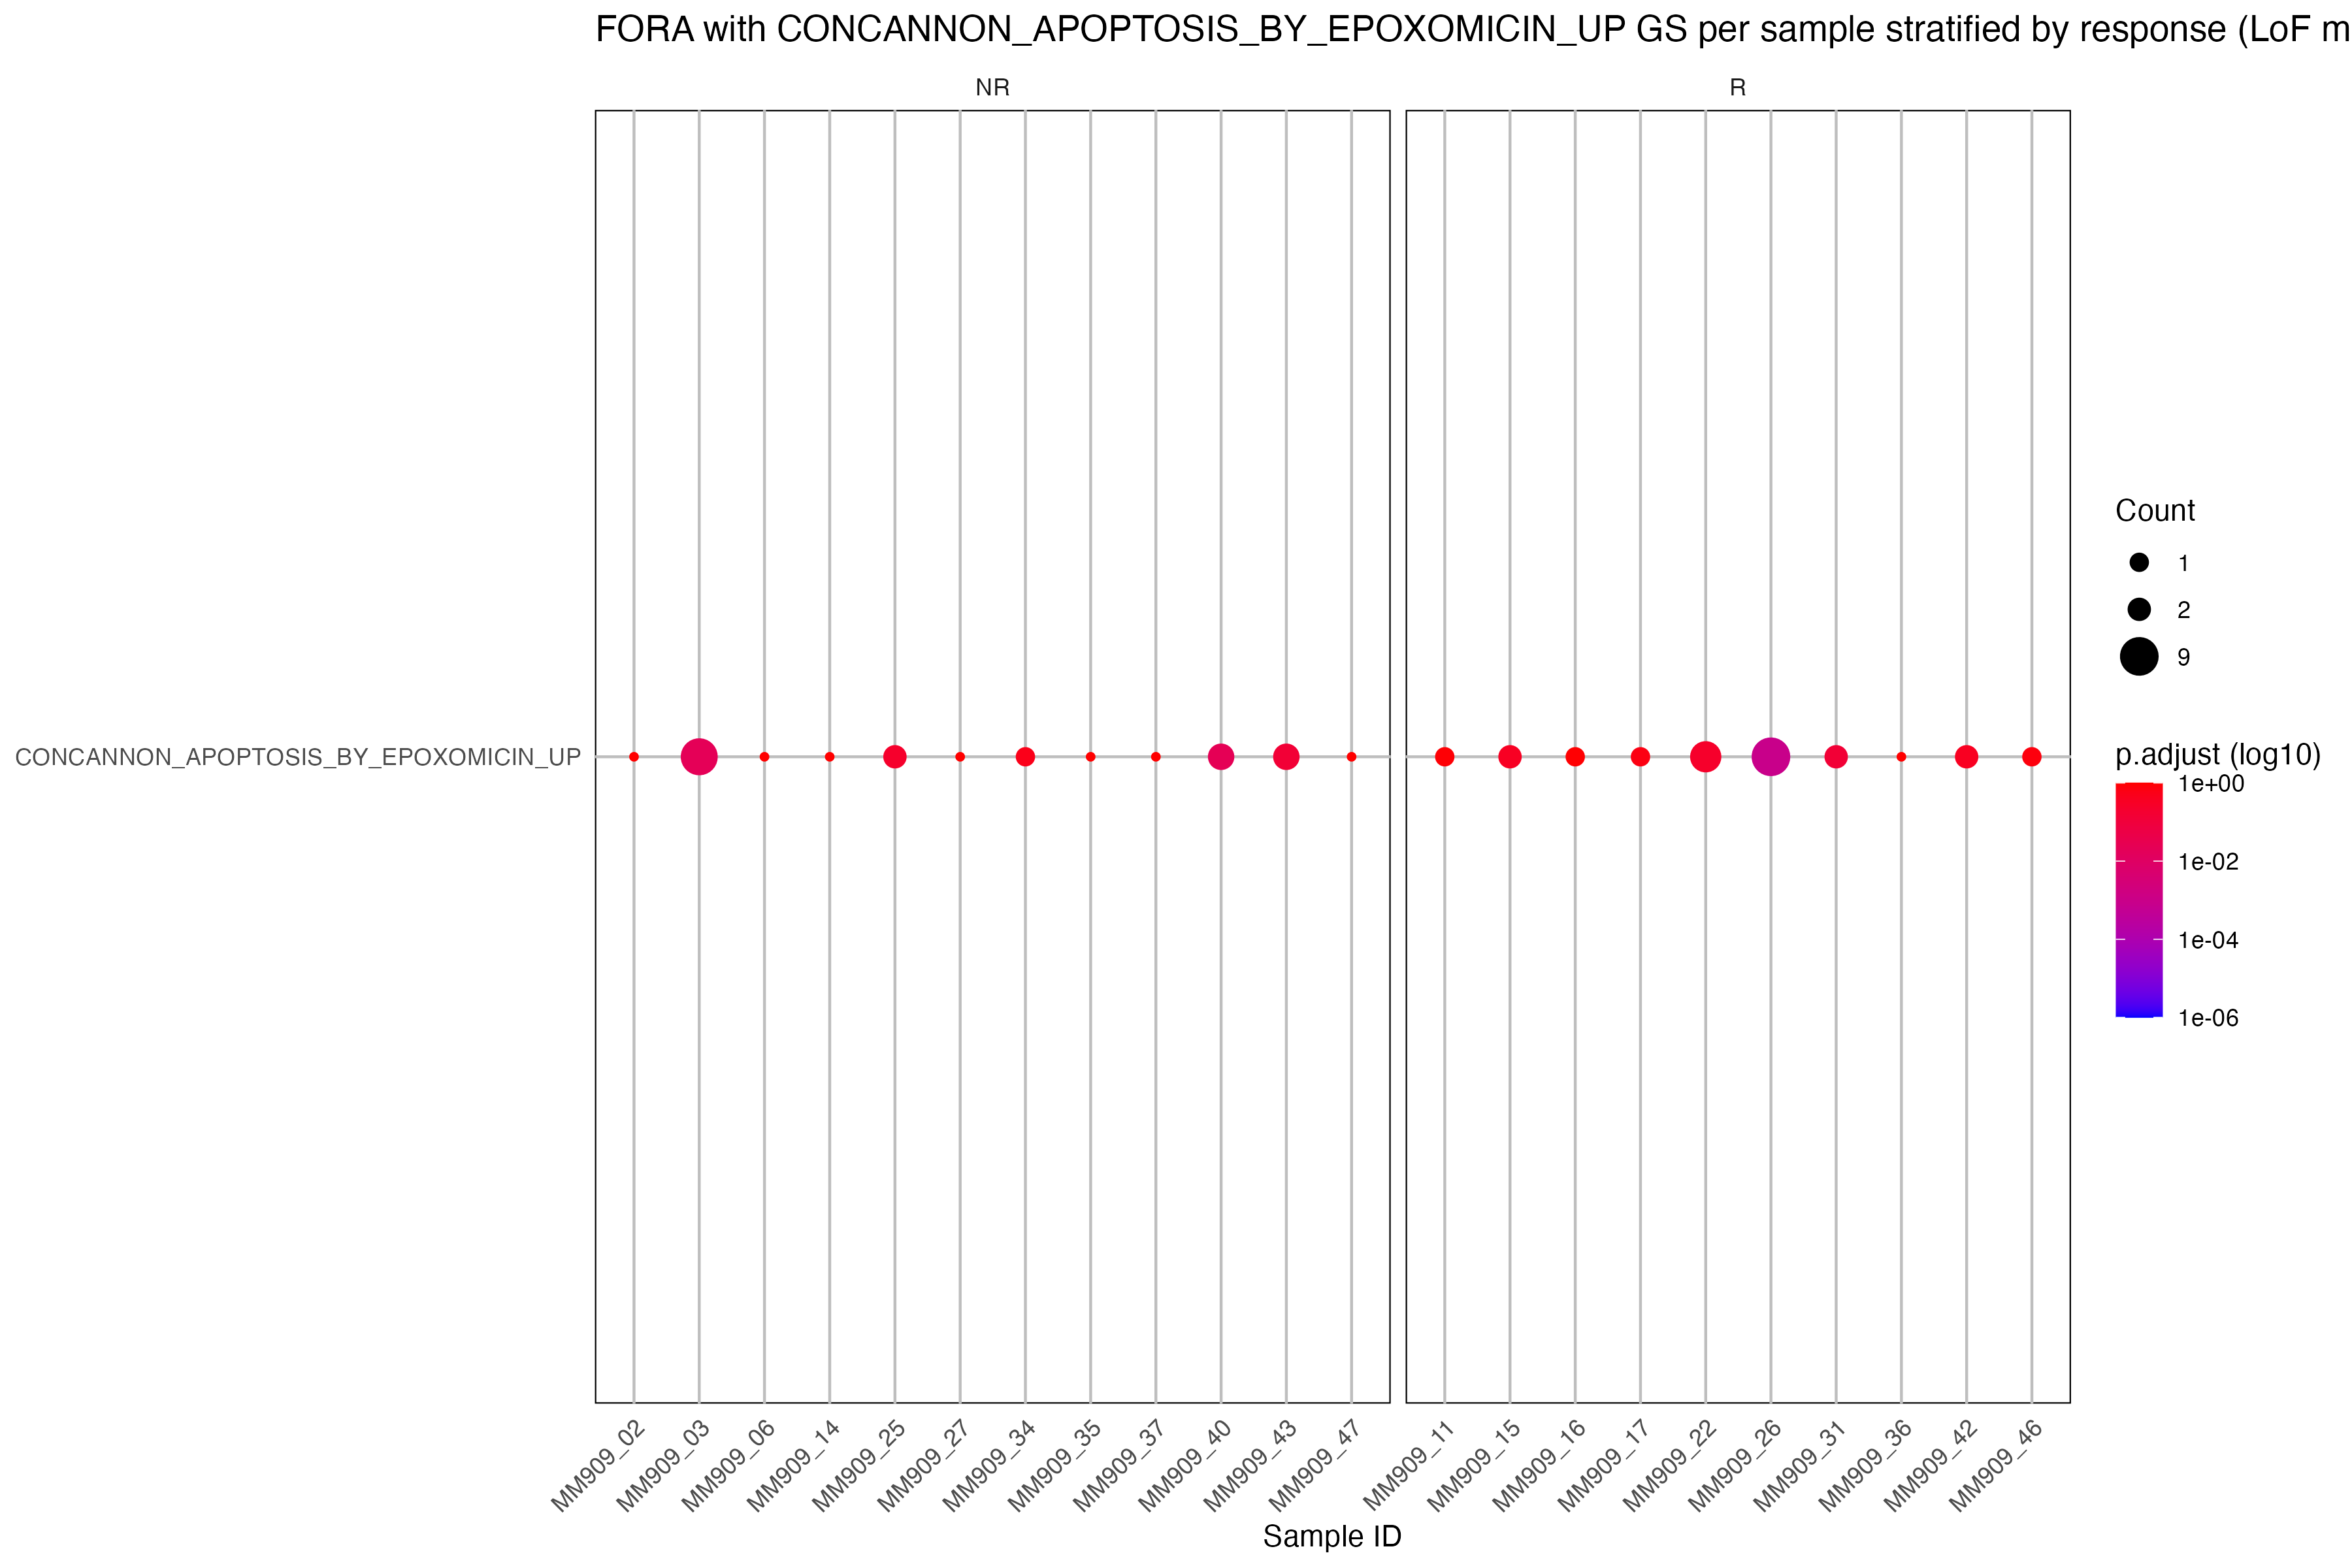 FORA with CONCANNON_APOPTOSIS_BY_EPOXOMICIN_UP GS per sample stratified by response (LoF m
NR
R
CONCANNON_APOPTOSIS_BY_EPOXOMICIN_UP
Count
1
2
9
p.adjust (log10)
1e+00
1e-02
1e-04
1e-06
MM909_02
MM909_03
MM909_06
MM909_14
MM909_25
MM909_27
MM909_34
MM909_35
MM909_37
MM909_40
MM909_43
MM909_47
MM909_11
MM909_15
MM909_16
MM909_17
MM909_22
MM909_26
MM909_31
MM909_36
MM909_42
MM909_46
Sample ID